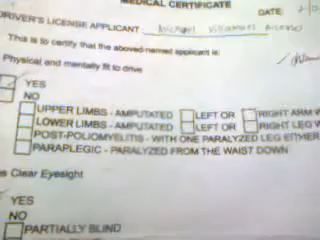 MEDICAL CERTIFICATE
DATE:
DRIVER'S LICENSE APPLICANT Michael
This is to certify that the above-named applicant is:
Physical and mentally fit to drive
YES
NO
UPPER LIMBS - AMPUTATED LEFT OR RIGHT ARM
LOWER LIMBS - AMPUTATED LEFT OR RIGHT LEG
POST-POLIOMYELITIS - WITH ONE PARALYZED LEG EITHER
PARAPLEGIC - PARALYZED FROM THE WAIST DOWN
Clear Eyesight
YES
NO
PARTIALLY BLIND